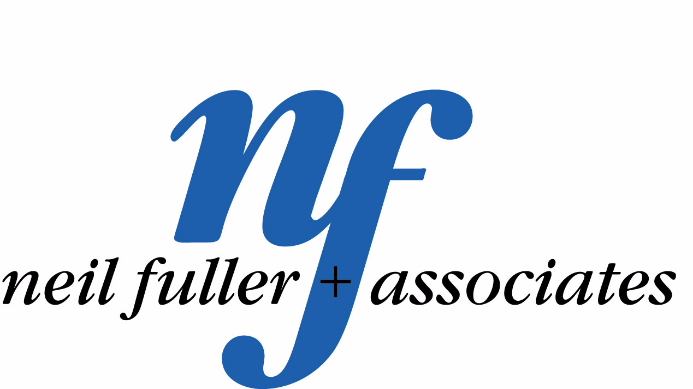 nf
neil fuller + associates